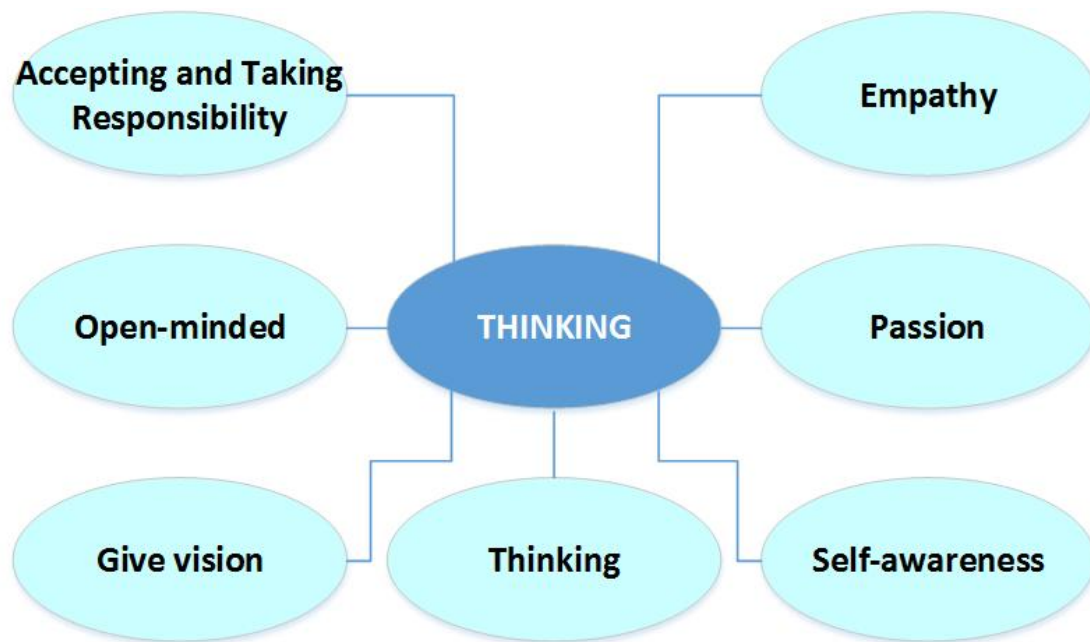 Accepting and Taking
Responsibility
Empathy
Open-minded
THINKING
Passion
Give vision
Thinking
Self-awareness